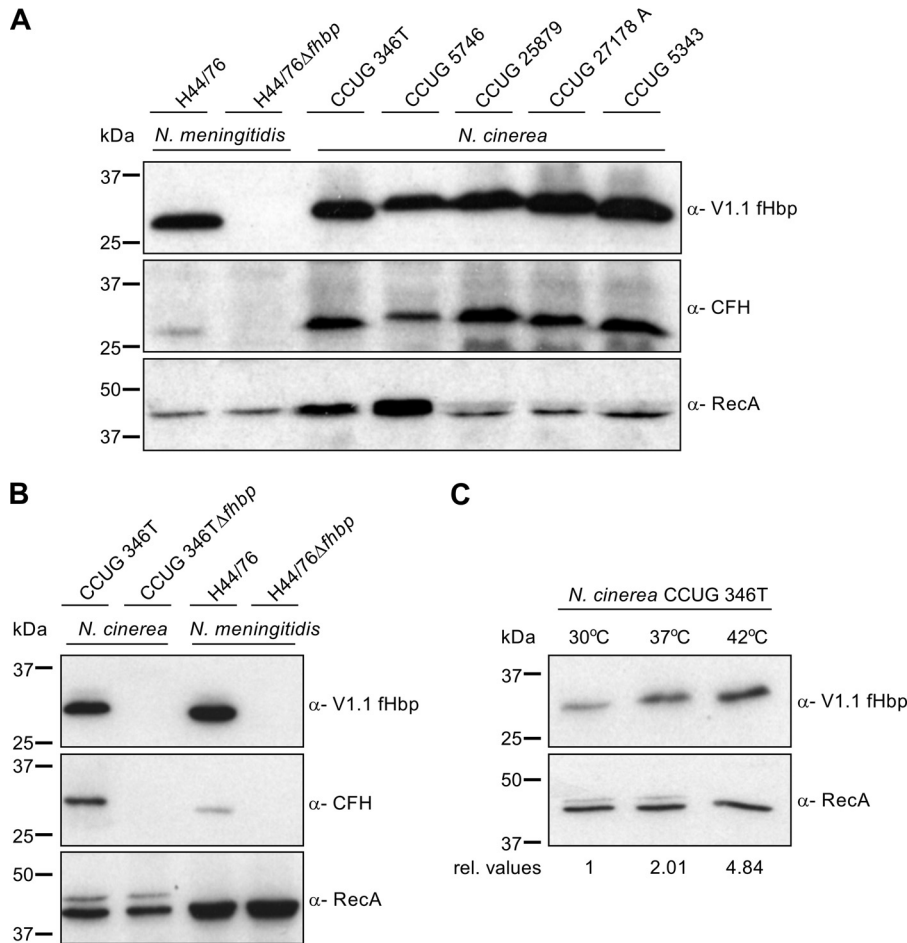 A
H44/76 H44/76Δfhbp CCUG 346T CCUG 5746 CCUG 25879 CCUG 27178 A CCUG 5343
kDa N. meningitidis N. cinerea
37
α- V1.1 fHbp
25
37
α- CFH
25
50
α- RecA
37
B
CCUG 346T CCUG 346TΔfhbp H44/76 H44/76Δfhbp
kDa N. cinerea N. meningitidis
37
α- V1.1 fHbp
25
37
α- CFH
25
50
α- RecA
37
C
N. cinerea CCUG 346T
kDa 30ºC 37ºC 42ºC
37
α- V1.1 fHbp
25
50
α- RecA
37
rel. values 1 2.01 4.84